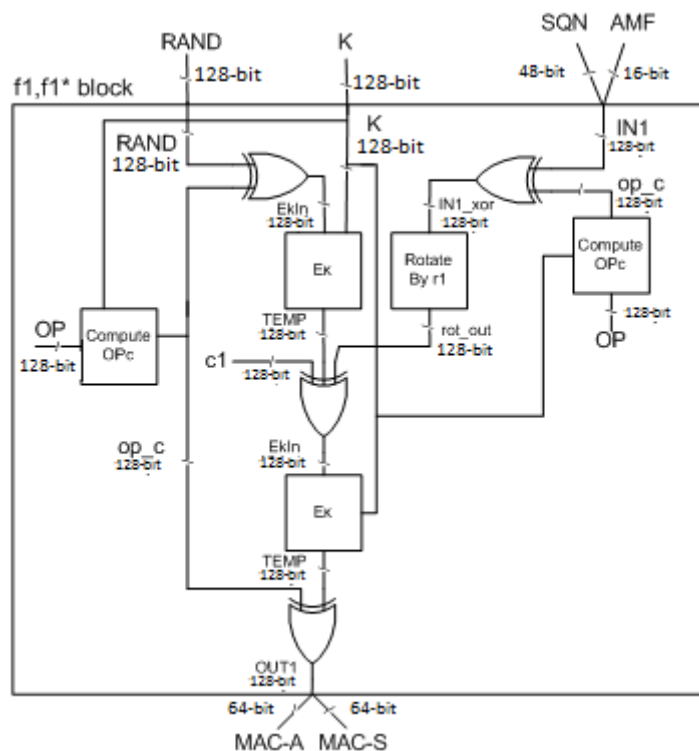 SQN AMF
RAND K
48-bit 16-bit
128-bit 128-bit
f1,f1* block
K
RAND IN1
128-bit 128-bit 128-bit
op_c
EkIn IN1_xor 128-bit
128-bit 128-bit
Compute
OPc
Eĸ Rotate
By r1
TEMP
OP 128-bit rot_out 128-bit
Compute
OPc
128-bit 128-bit OP
c1
128-bit
op_c EkIn
128-bit 128-bit
Eĸ
TEMP
128-bit
OUT1
128-bit
64-bit 64-bit
MAC-A MAC-S